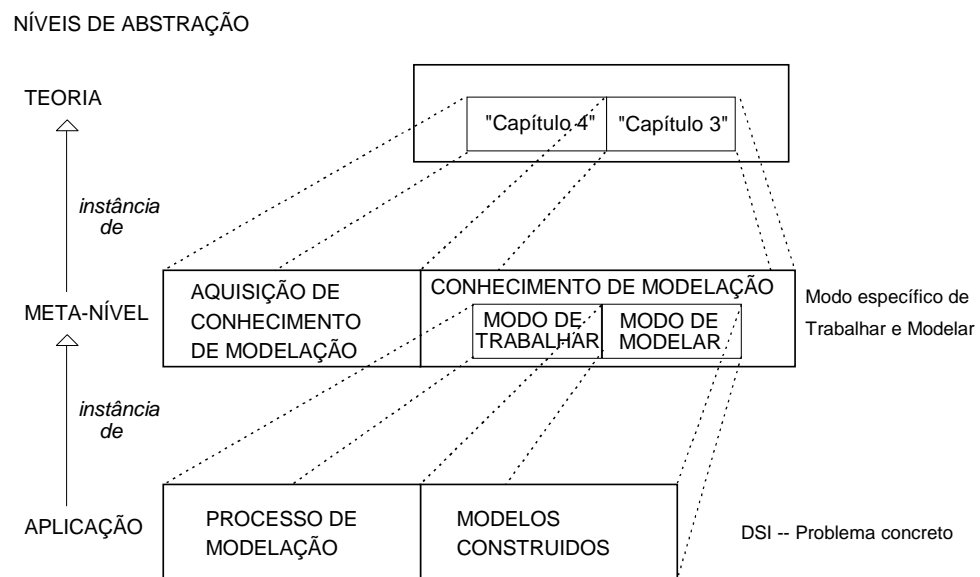 NÍVEIS DE ABSTRAÇÃO
TEORIA
"Capítulo 4"
"Capítulo 3"
instância
de
META-NÍVEL
AQUISIÇÃO DE
CONHECIMENTO
DE MODELAÇÃO
CONHECIMENTO DE MODELAÇÃO
MODO DE
TRABALHAR
MODO DE
MODELAR
Modo específico de
Trabalhar e Modelar
instância
de
APLICAÇÃO
PROCESSO DE
MODELAÇÃO
MODELOS
CONSTRUIDOS
DSI -- Problema concreto